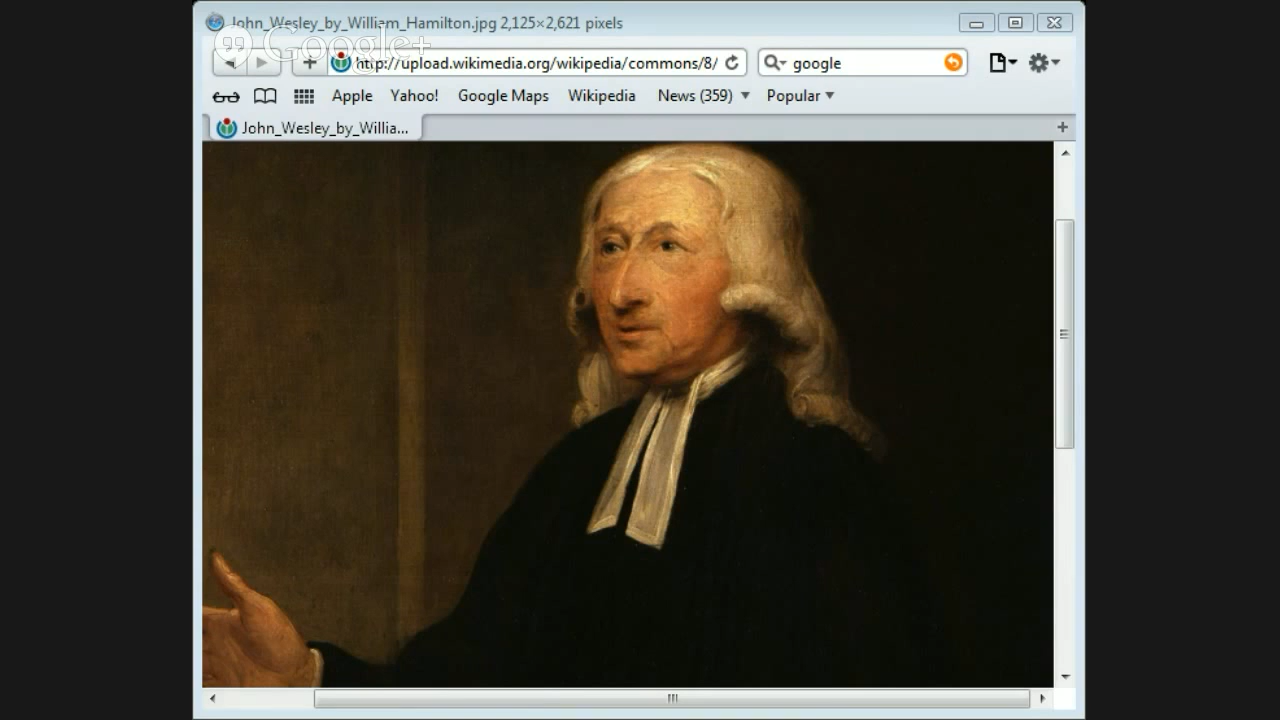 John_Wesley_by_William_Hamilton.jpg 2,125×2,621 pixels
Google+
http://upload.wikimedia.org/wikipedia/commons/8/
google
Apple Yahoo! Google Maps Wikipedia News (359) Popular
John_Wesley_by_Willia...